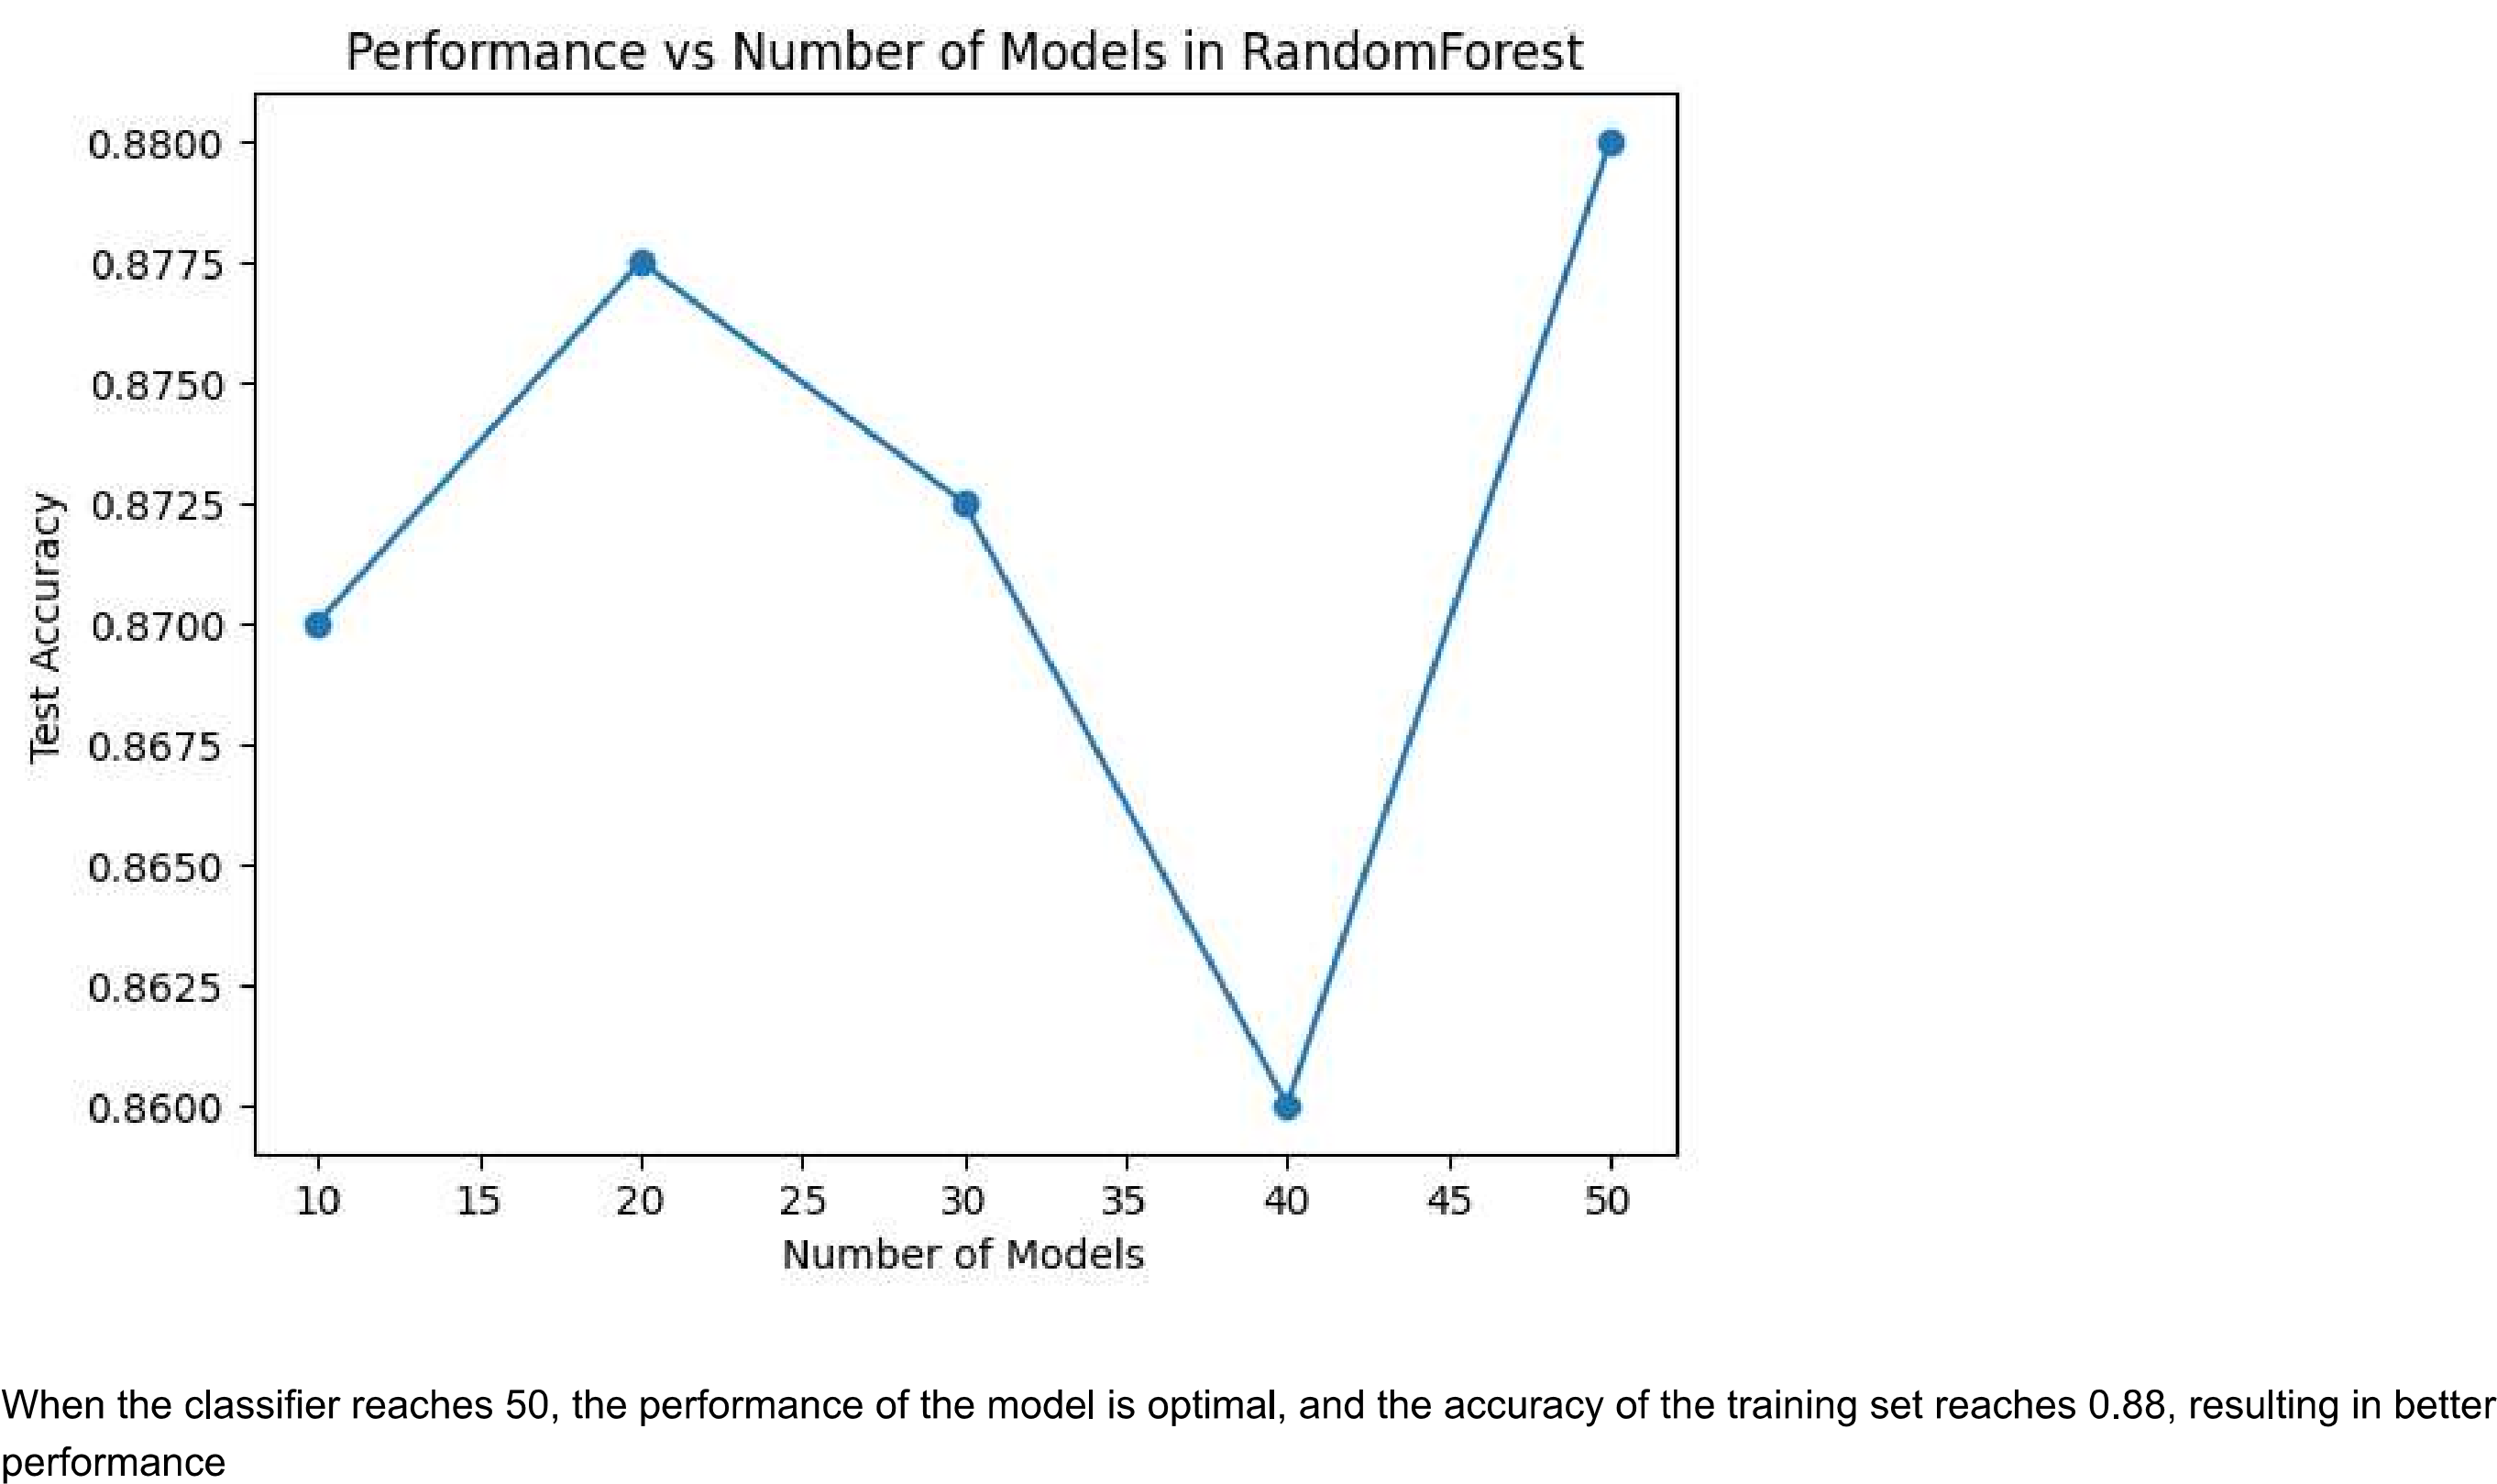 Performance vs Number of Models in RandomForest
0.8800
0.8775
0.8750
0.8725
0.8700
0.8675
0.8650
0.8625
0.8600
Test Accuracy
10 15 20 25 30 35 40 45 50
Number of Models
When the classifier reaches 50, the performance of the model is optimal, and the accuracy of the training set reaches 0.88, resulting in better
performance